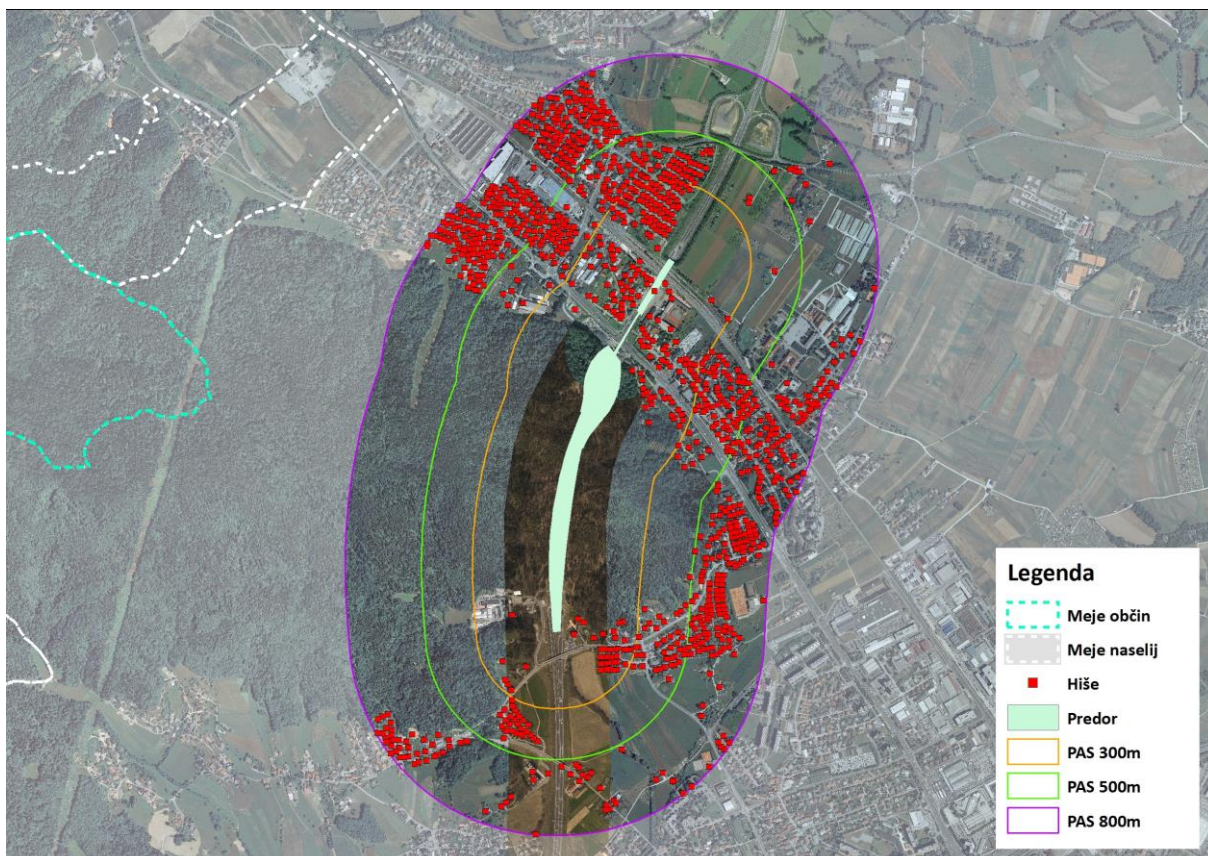 Legenda
Meje občin
Meje naselij
Hiše
Predor
PAS 300m
PAS 500m
PAS 800m